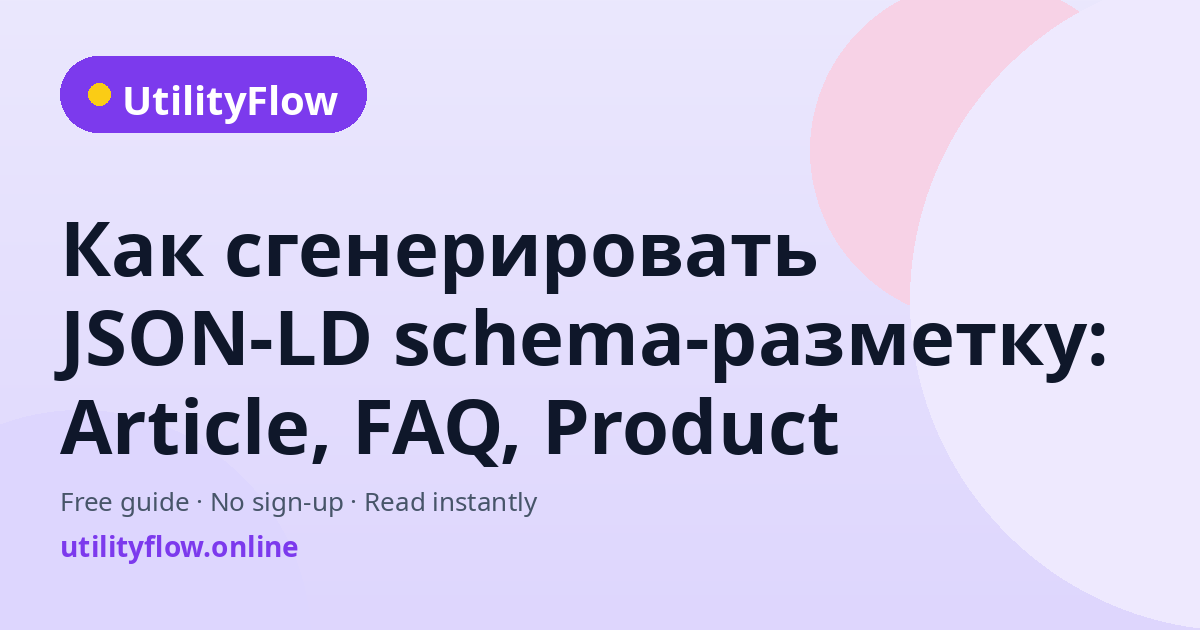 UtilityFlow
Как сгенерировать
JSON-LD schema-разметку:
Article, FAQ, Product
Free guide · No sign-up · Read instantly
utilityflow.online